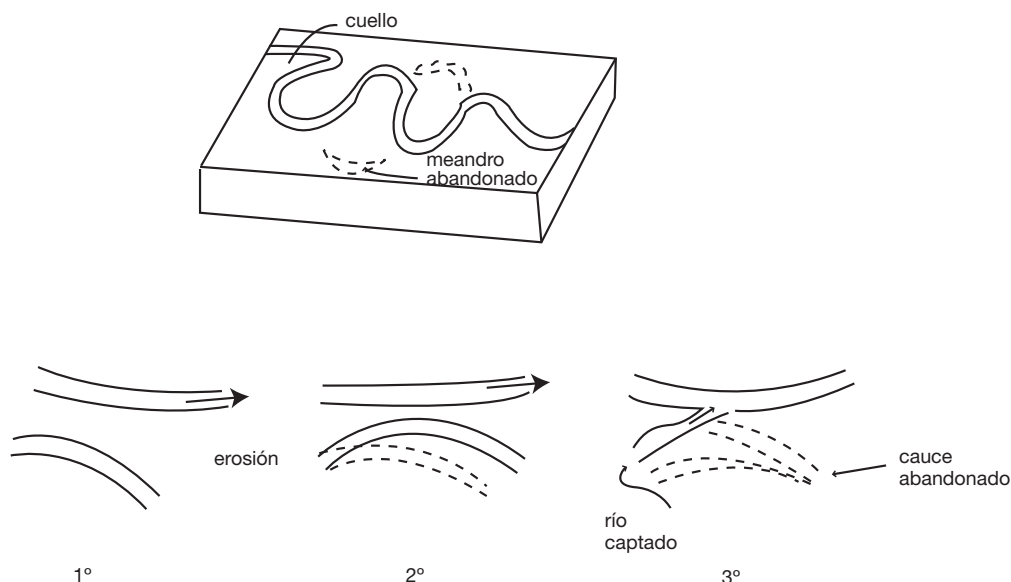 cuello
meandro
abandonado
erosión
cauce
abandonado
río
captado
1º
2º
3º